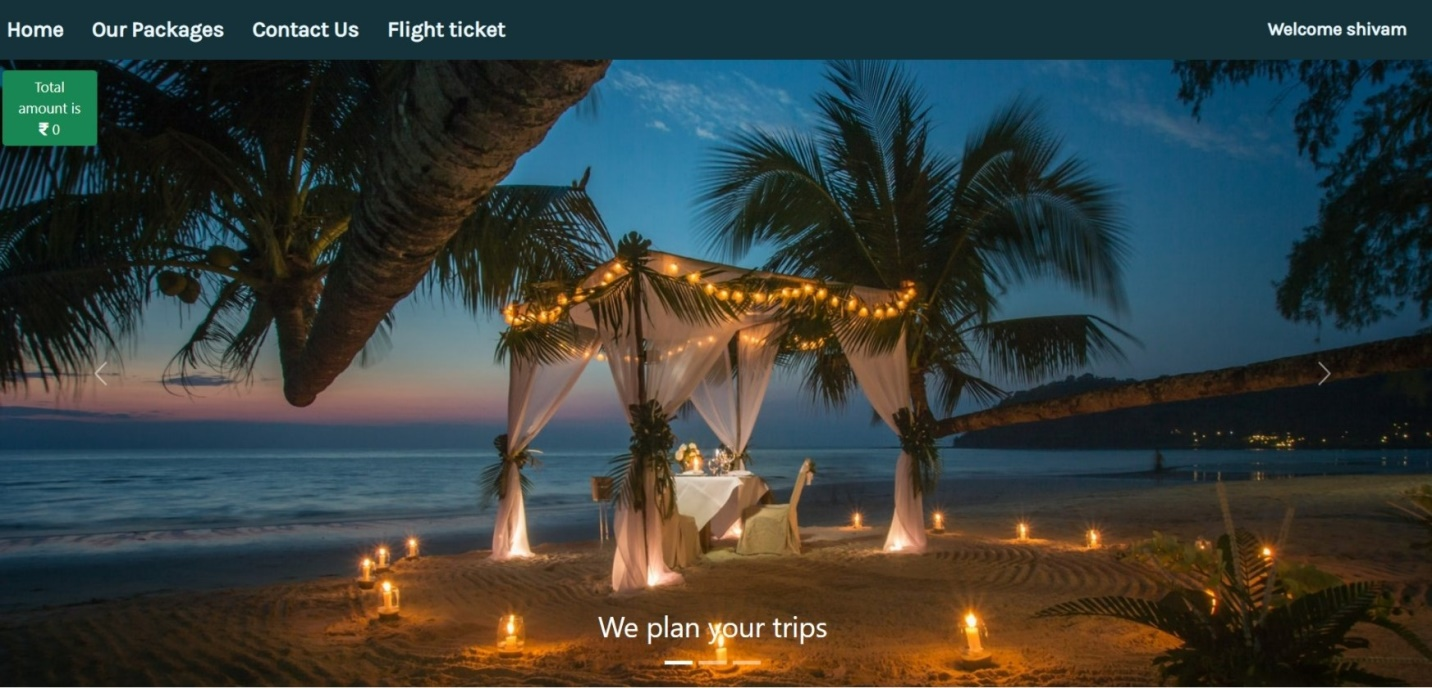 Home Our Packages Contact Us Flight ticket Welcome shivam
Total
amount is
₹ 0
We plan your trips